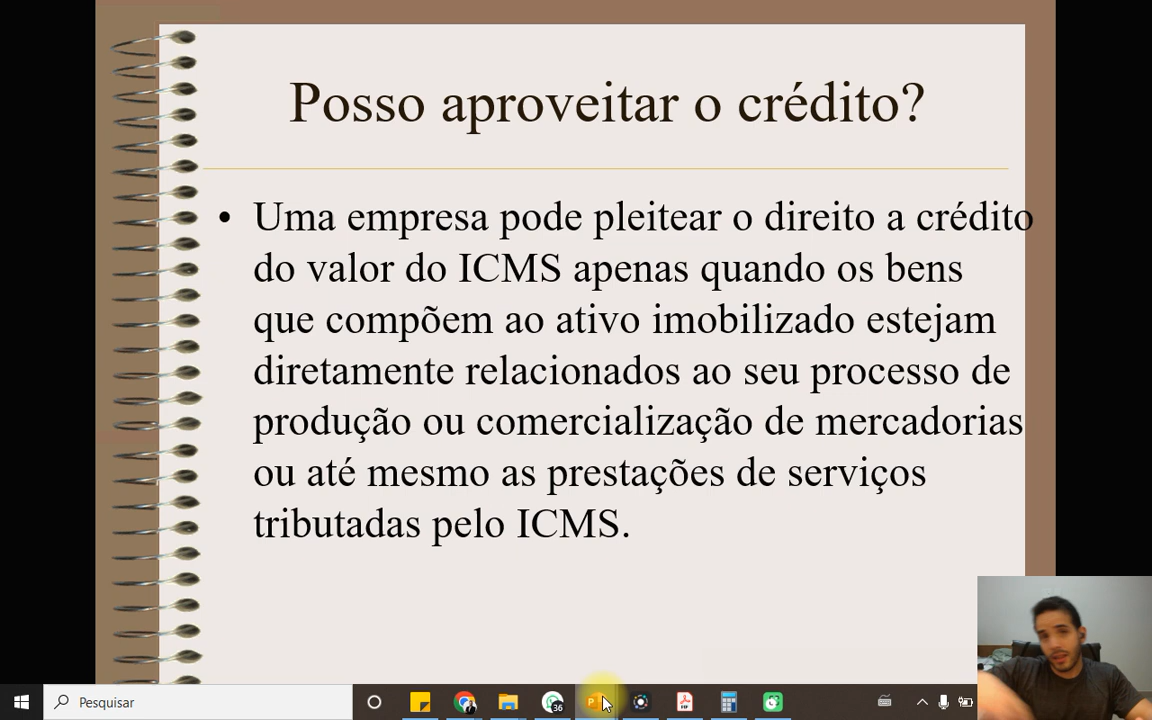 Posso aproveitar o crédito?
• Uma empresa pode pleitear o direito a crédito
do valor do ICMS apenas quando os bens
que compõem ao ativo imobilizado estejam
diretamente relacionados ao seu processo de
produção ou comercialização de mercadorias
ou até mesmo as prestações de serviços
tributadas pelo ICMS.
Pesquisar
36